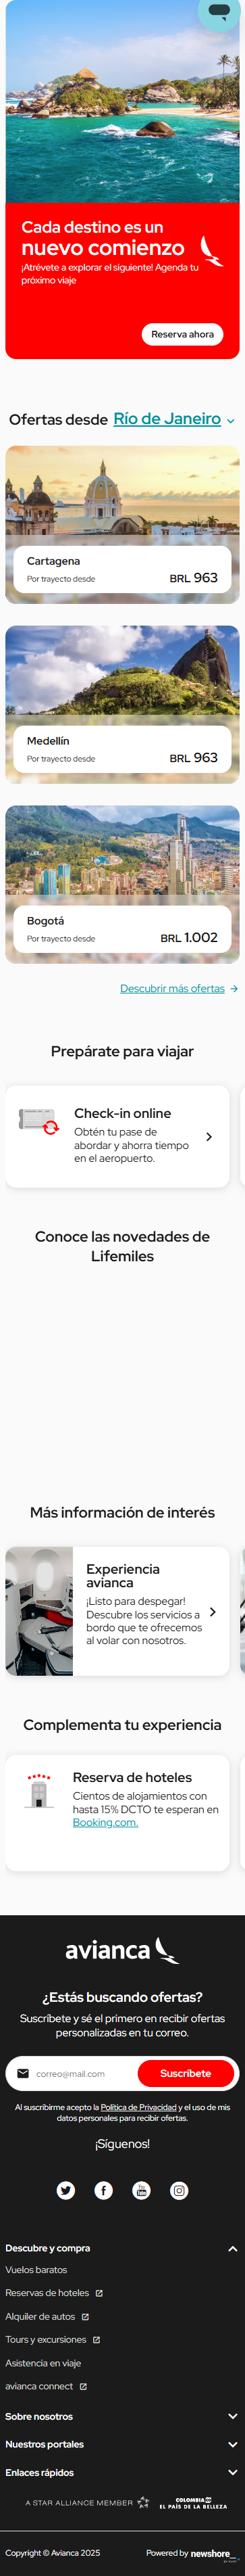 Cada destino es un
nuevo comienzo
¡Atrévete a explorar el siguiente! Agenda tu
próximo viaje
Reserva ahora
Ofertas desde Río de Janeiro
Cartagena
Por trayecto desde BRL 963
Medellín
Por trayecto desde BRL 963
Bogotá
Por trayecto desde BRL 1.002
Descubrir más ofertas
Prepárate para viajar
Check-in online
Obtén tu pase de
abordar y ahorra tiempo
en el aeropuerto.
Conoce las novedades de
Lifemiles
Más información de interés
Experiencia
avianca
¡Listo para despegar!
Descubre los servicios a
bordo que te ofrecemos
al volar con nosotros.
Complementa tu experiencia
Reserva de hoteles
Cientos de alojamientos con
hasta 15% DCTO te esperan en
Booking.com.
avianca
¿Estás buscando ofertas?
Suscríbete y sé el primero en recibir ofertas
personalizadas en tu correo.
correo@mail.com Suscríbete
Al suscribirme acepto la Política de Privacidad y el uso de mis
datos personales para recibir ofertas.
¡Síguenos!
Descubre y compra
Vuelos baratos
Reservas de hoteles
Alquiler de autos
Tours y excursiones
Asistencia en viaje
avianca connect
Sobre nosotros
Nuestros portales
Enlaces rápidos
A STAR ALLIANCE MEMBER
COLOMBIA
EL PAÍS DE LA BELLEZA
Copyright © Avianca 2025 Powered by newshore_